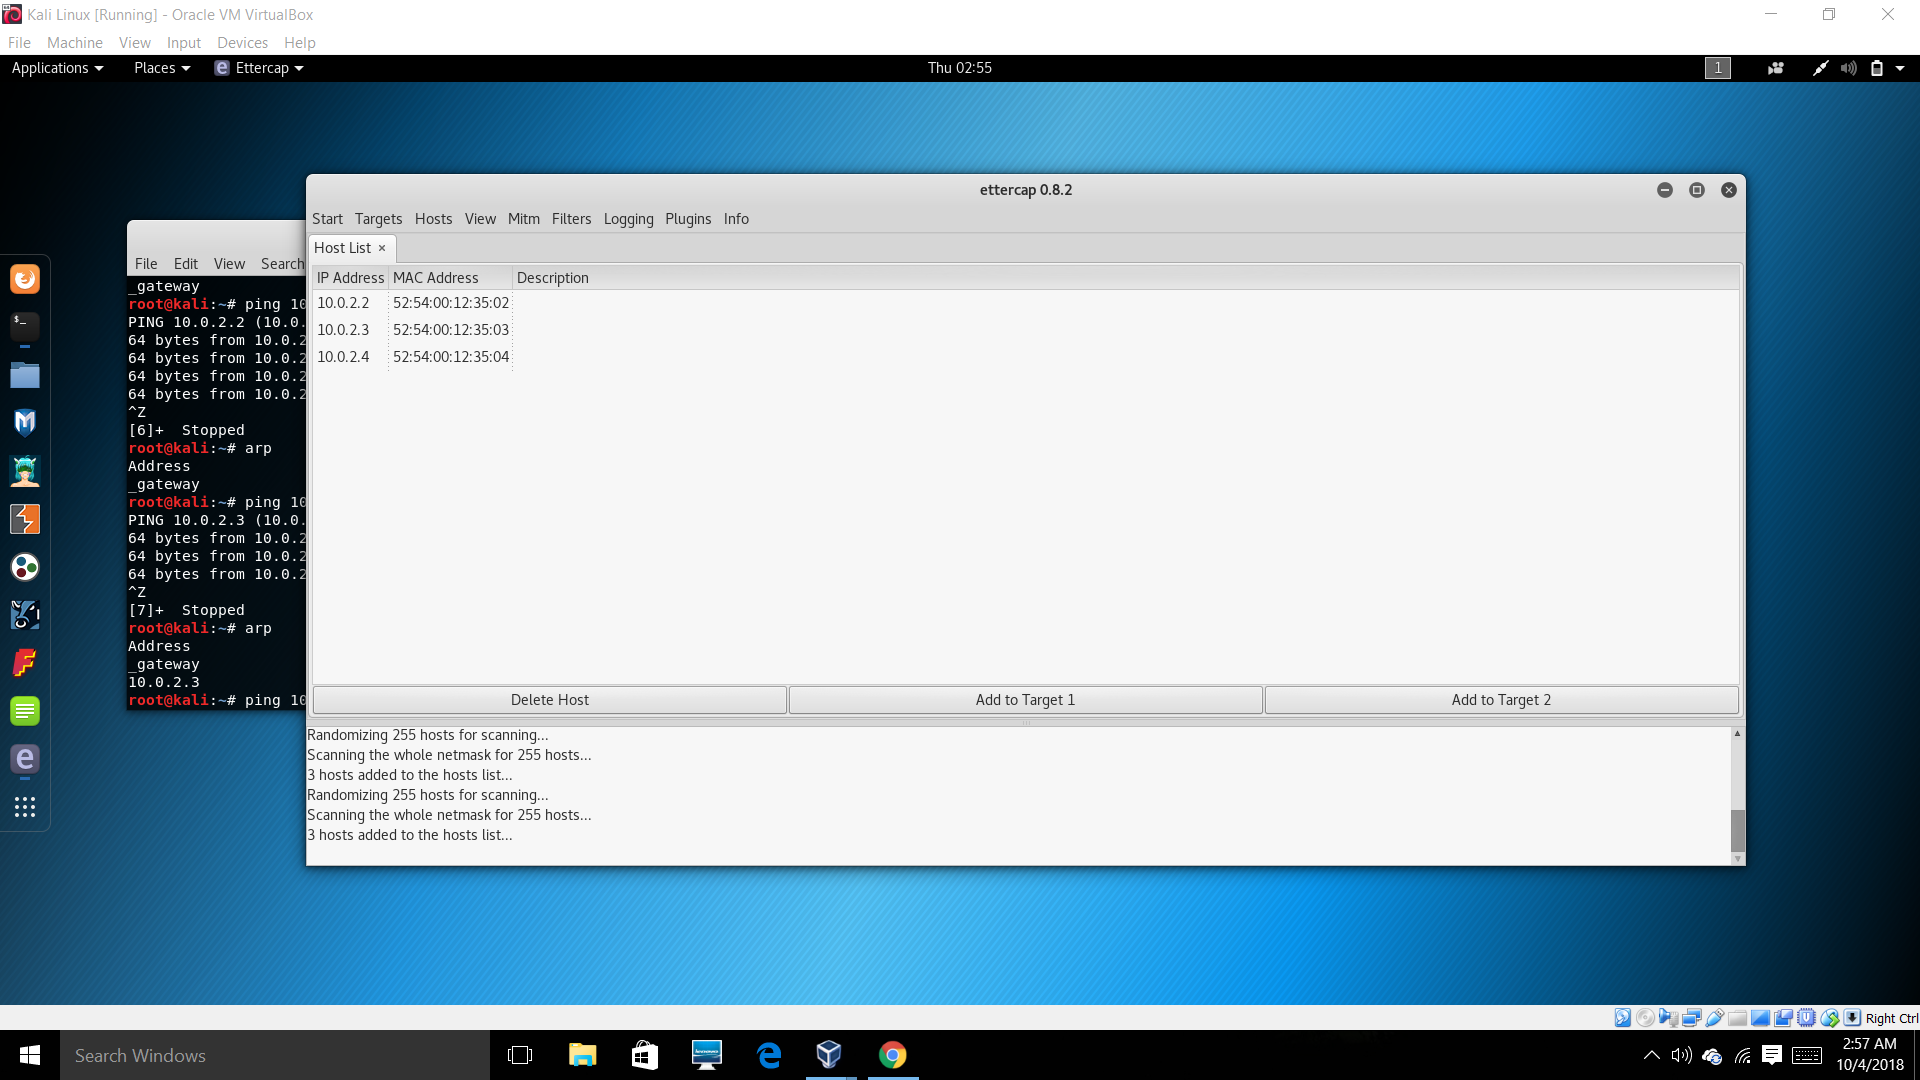 Kali Linux [Running] - Oracle VM VirtualBox
File Machine View Input Devices Help
Applications Places Ettercap Thu 02:55 1
ettercap 0.8.2
Start Targets Hosts View Mitm Filters Logging Plugins Info
Host List ×
IP Address MAC Address Description
10.0.2.2 52:54:00:12:35:02
10.0.2.3 52:54:00:12:35:03
10.0.2.4 52:54:00:12:35:04
Delete Host Add to Target 1 Add to Target 2
Randomizing 255 hosts for scanning...
Scanning the whole netmask for 255 hosts...
3 hosts added to the hosts list...
Randomizing 255 hosts for scanning...
Scanning the whole netmask for 255 hosts...
3 hosts added to the hosts list...
File Edit View Search
_gateway
root@kali:~# ping 10
PING 10.0.2.2 (10.0.
64 bytes from 10.0.2
64 bytes from 10.0.2
64 bytes from 10.0.2
64 bytes from 10.0.2
^Z
[6]+ Stopped
root@kali:~# arp
Address
_gateway
root@kali:~# ping 10
PING 10.0.2.3 (10.0.
64 bytes from 10.0.2
64 bytes from 10.0.2
64 bytes from 10.0.2
^Z
[7]+ Stopped
root@kali:~# arp
Address
_gateway
10.0.2.3
root@kali:~# ping 10
Right Ctrl
Search Windows
2:57 AM
10/4/2018